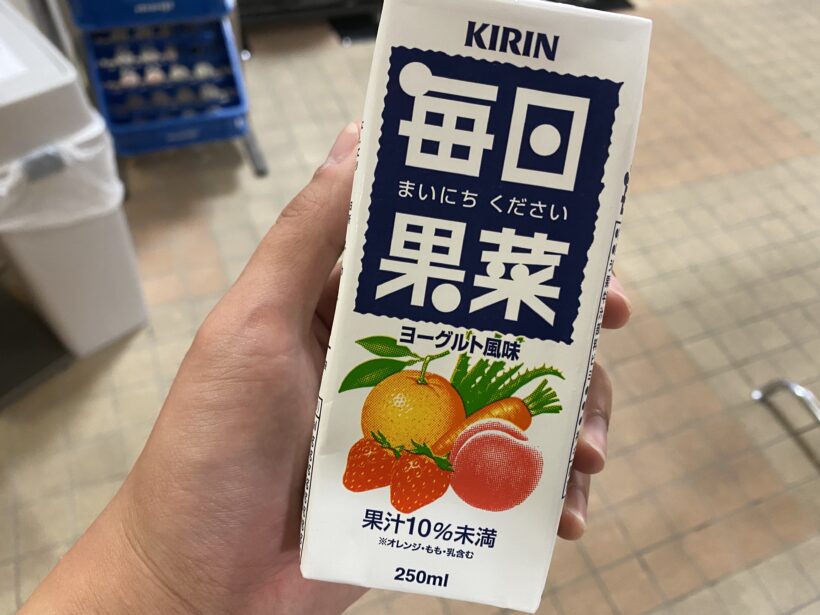 KIRIN
毎日
まいにち ください
果菜
ヨーグルト風味
果汁10%未満
※オレンジ・もも・乳含む
250ml